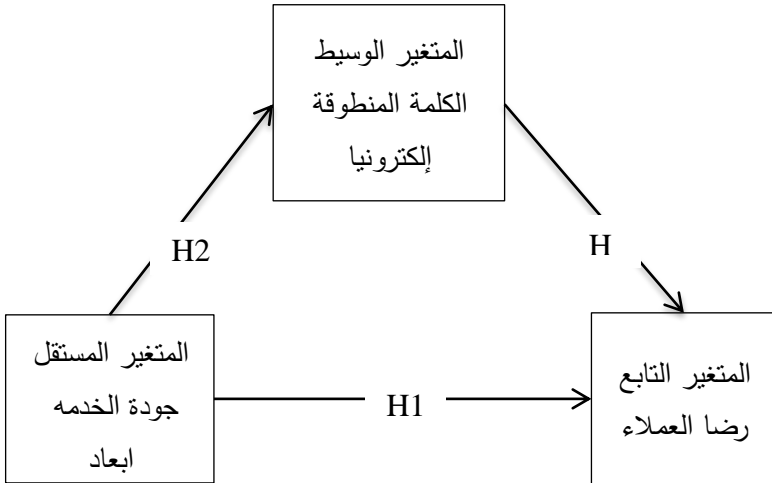 المتغير الوسيط
الكلمة المنطوقة
إلكترونيا
H2
H
المتغير المستقل
جودة الخدمه
ابعاد
H1
المتغير التابع
رضا العملاء